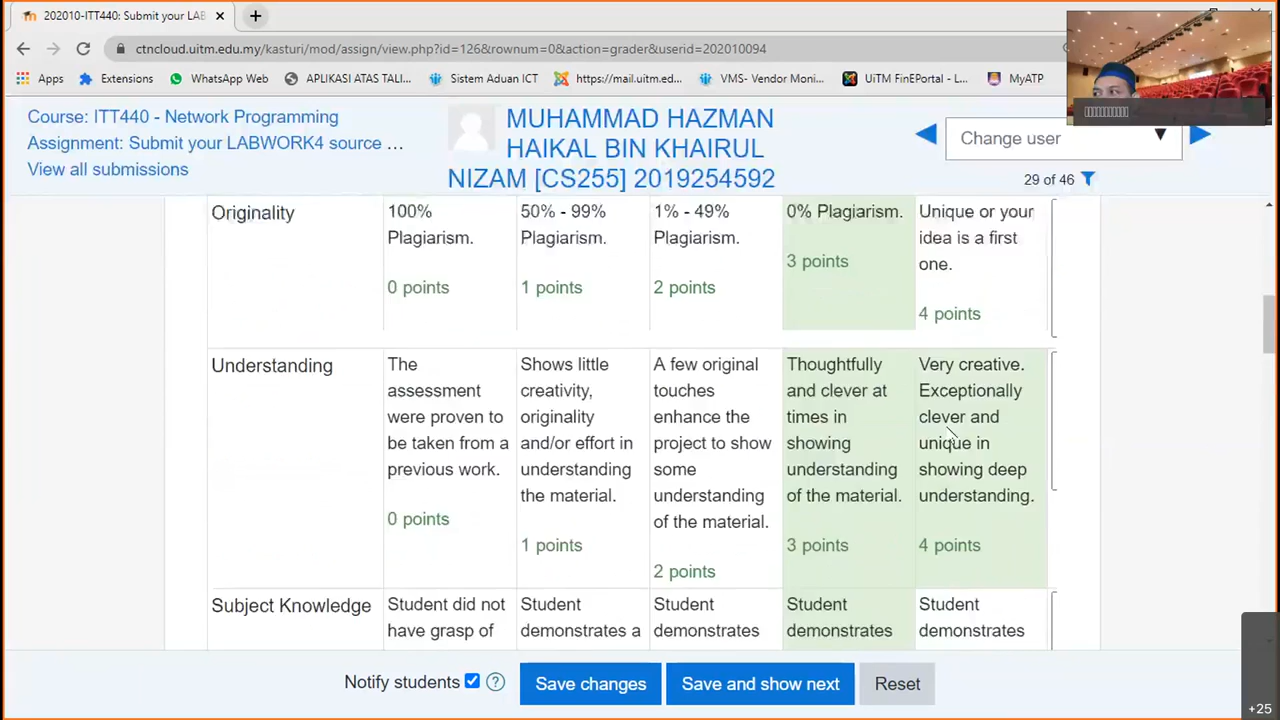 202010-ITT440: Submit your LAB
ctncloud.uitm.edu.my/kasturi/mod/assign/view.php?id=126&rownum=0&action=grader&userid=202010094
Apps
Extensions
WhatsApp Web
APLIKASI ATAS TALI...
Sistem Aduan ICT
https://mail.uitm.ed...
VMS- Vendor Moni...
UiTM FinEPortal - L...
MyATP
Course: ITT440 - Network Programming
Assignment: Submit your LABWORK4 source ...
View all submissions
MUHAMMAD HAZMAN
HAIKAL BIN KHAIRUL
NIZAM [CS255] 2019254592
Change user
29 of 46
Originality
100%
Plagiarism.
0 points
50% - 99%
Plagiarism.
1 points
1% - 49%
Plagiarism.
2 points
0% Plagiarism.
3 points
Unique or your
idea is a first
one.
4 points
Understanding
The
assessment
were proven to
be taken from a
previous work.
0 points
Shows little
creativity,
originality
and/or effort in
understanding
the material.
1 points
A few original
touches
enhance the
project to show
some
understanding
of the material.
2 points
Thoughtfully
and clever at
times in
showing
understanding
of the material.
3 points
Very creative.
Exceptionally
clever and
unique in
showing deep
understanding.
4 points
Subject Knowledge
Student did not
have grasp of
Student
demonstrates a
Student
demonstrates
Student
demonstrates
Student
demonstrates
Notify students
Save changes
Save and show next
Reset
+25